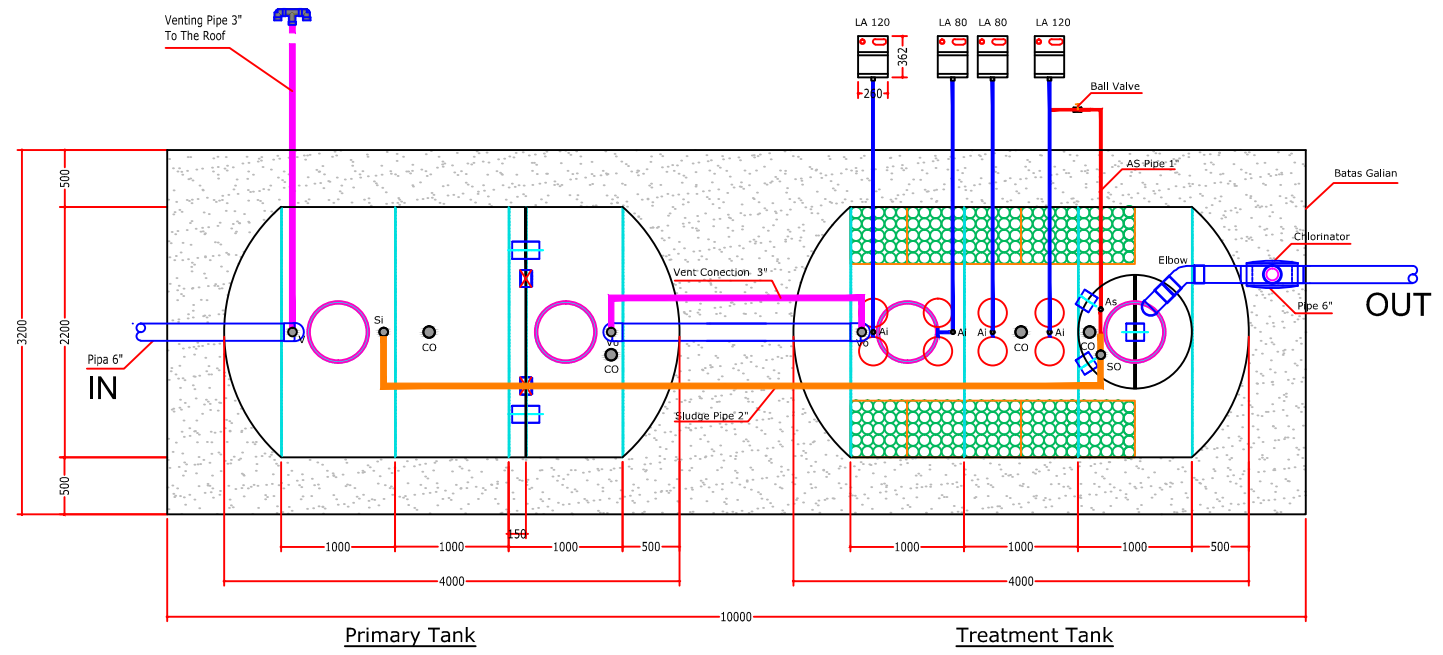 Venting Pipe 3"
To The Roof
LA 120
LA 80
LA 80
LA 120
362
260
Ball Valve
AS Pipe 1"
Batas Galian
500
Chlorinator
Elbow
Vent Conection 3"
Pipe 6"
OUT
3200
2200
Si
V
CO
Vo
CO
Vo
Ai
Ai
Ai
CO
Ai
CO
As
SO
Pipa 6"
IN
Sludge Pipe 2"
500
150
1000
1000
1000
500
1000
1000
1000
500
4000
4000
10000
Primary Tank
Treatment Tank